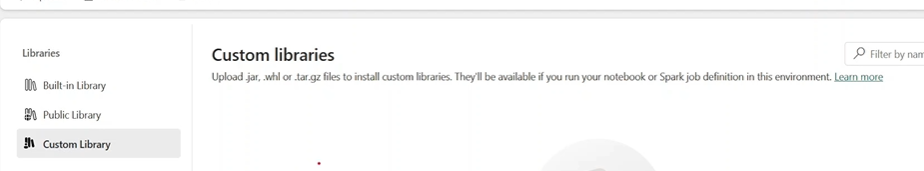 Libraries
Built-in Library
Public Library
Custom Library
Custom libraries
Filter by
Upload .jar, .whl or .tar.gz files to install custom libraries. They'll be available if you run your notebook or Spark job definition in this environment. Learn more